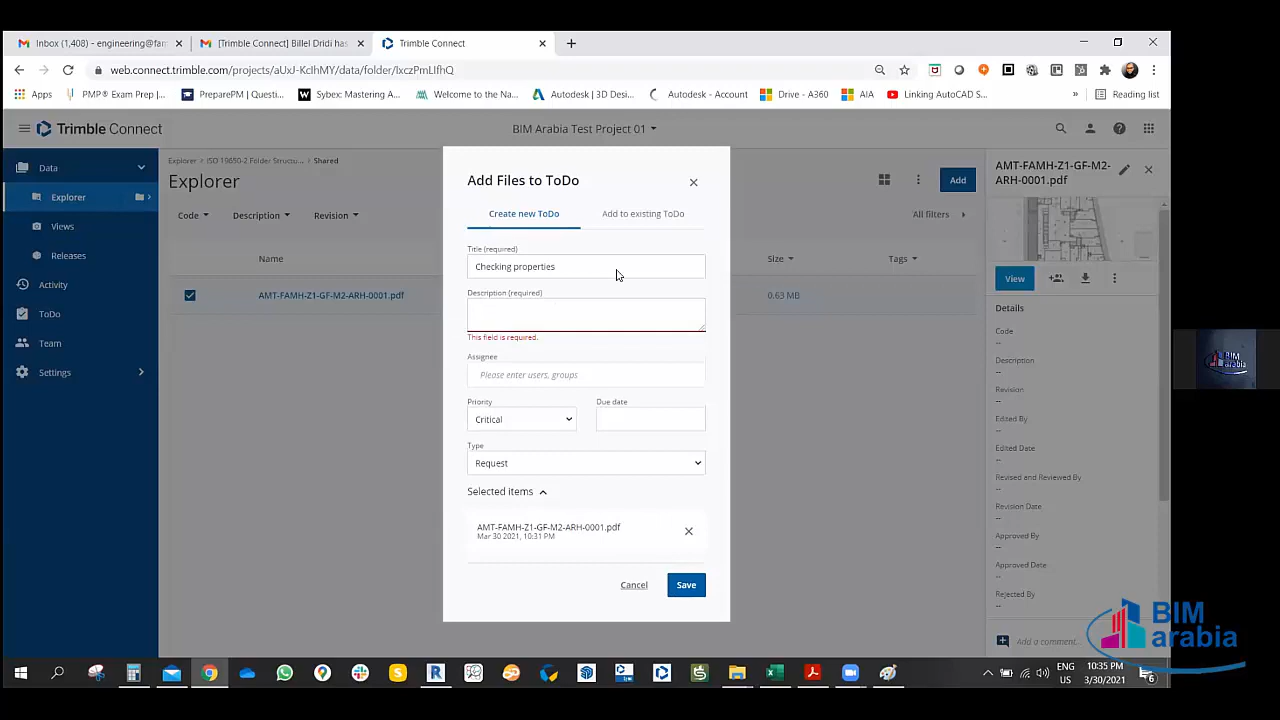 Inbox (1,408) - engineering@fam
[Trimble Connect] Billel Dridi has
Trimble Connect
web.connect.trimble.com/projects/aUxJ-KcIhMY/data/folder/IxczPmLIfhQ
Apps
PMP® Exam Prep |...
PreparePM | Questi...
Sybex: Mastering A...
Welcome to the Na...
Autodesk | 3D Desi...
Autodesk - Account
Drive - A360
AIA
Linking AutoCAD S...
»
Reading list
Trimble Connect
BIM Arabia Test Project 01
Data
Explorer
Views
Releases
Activity
ToDo
Team
Settings
Explorer > ISO 19650-2 Folder Structu... > Shared
Explorer
Add
Code
Description
Revision
All filters
Name
Size
Tags
AMT-FAMH-Z1-GF-M2-ARH-0001.pdf
0.63 MB
Add Files to ToDo
Create new ToDo
Add to existing ToDo
Title (required)
Checking properties
Description (required)
This field is required.
Assignee
Please enter users, groups
Priority
Due date
Critical
Type
Request
Selected items
AMT-FAMH-Z1-GF-M2-ARH-0001.pdf
Mar 30 2021, 10:31 PM
Cancel
Save
AMT-FAMH-Z1-GF-M2-
ARH-0001.pdf
View
Details
Code
--
Description
--
Revision
--
Edited By
--
Edited Date
--
Revised and Reviewed By
--
Revision Date
--
Approved By
--
Approved Date
--
Rejected By
--
Add a comment...
BIM
arabia
BIM
arabia
ENG
US
10:35 PM
3/30/2021
6